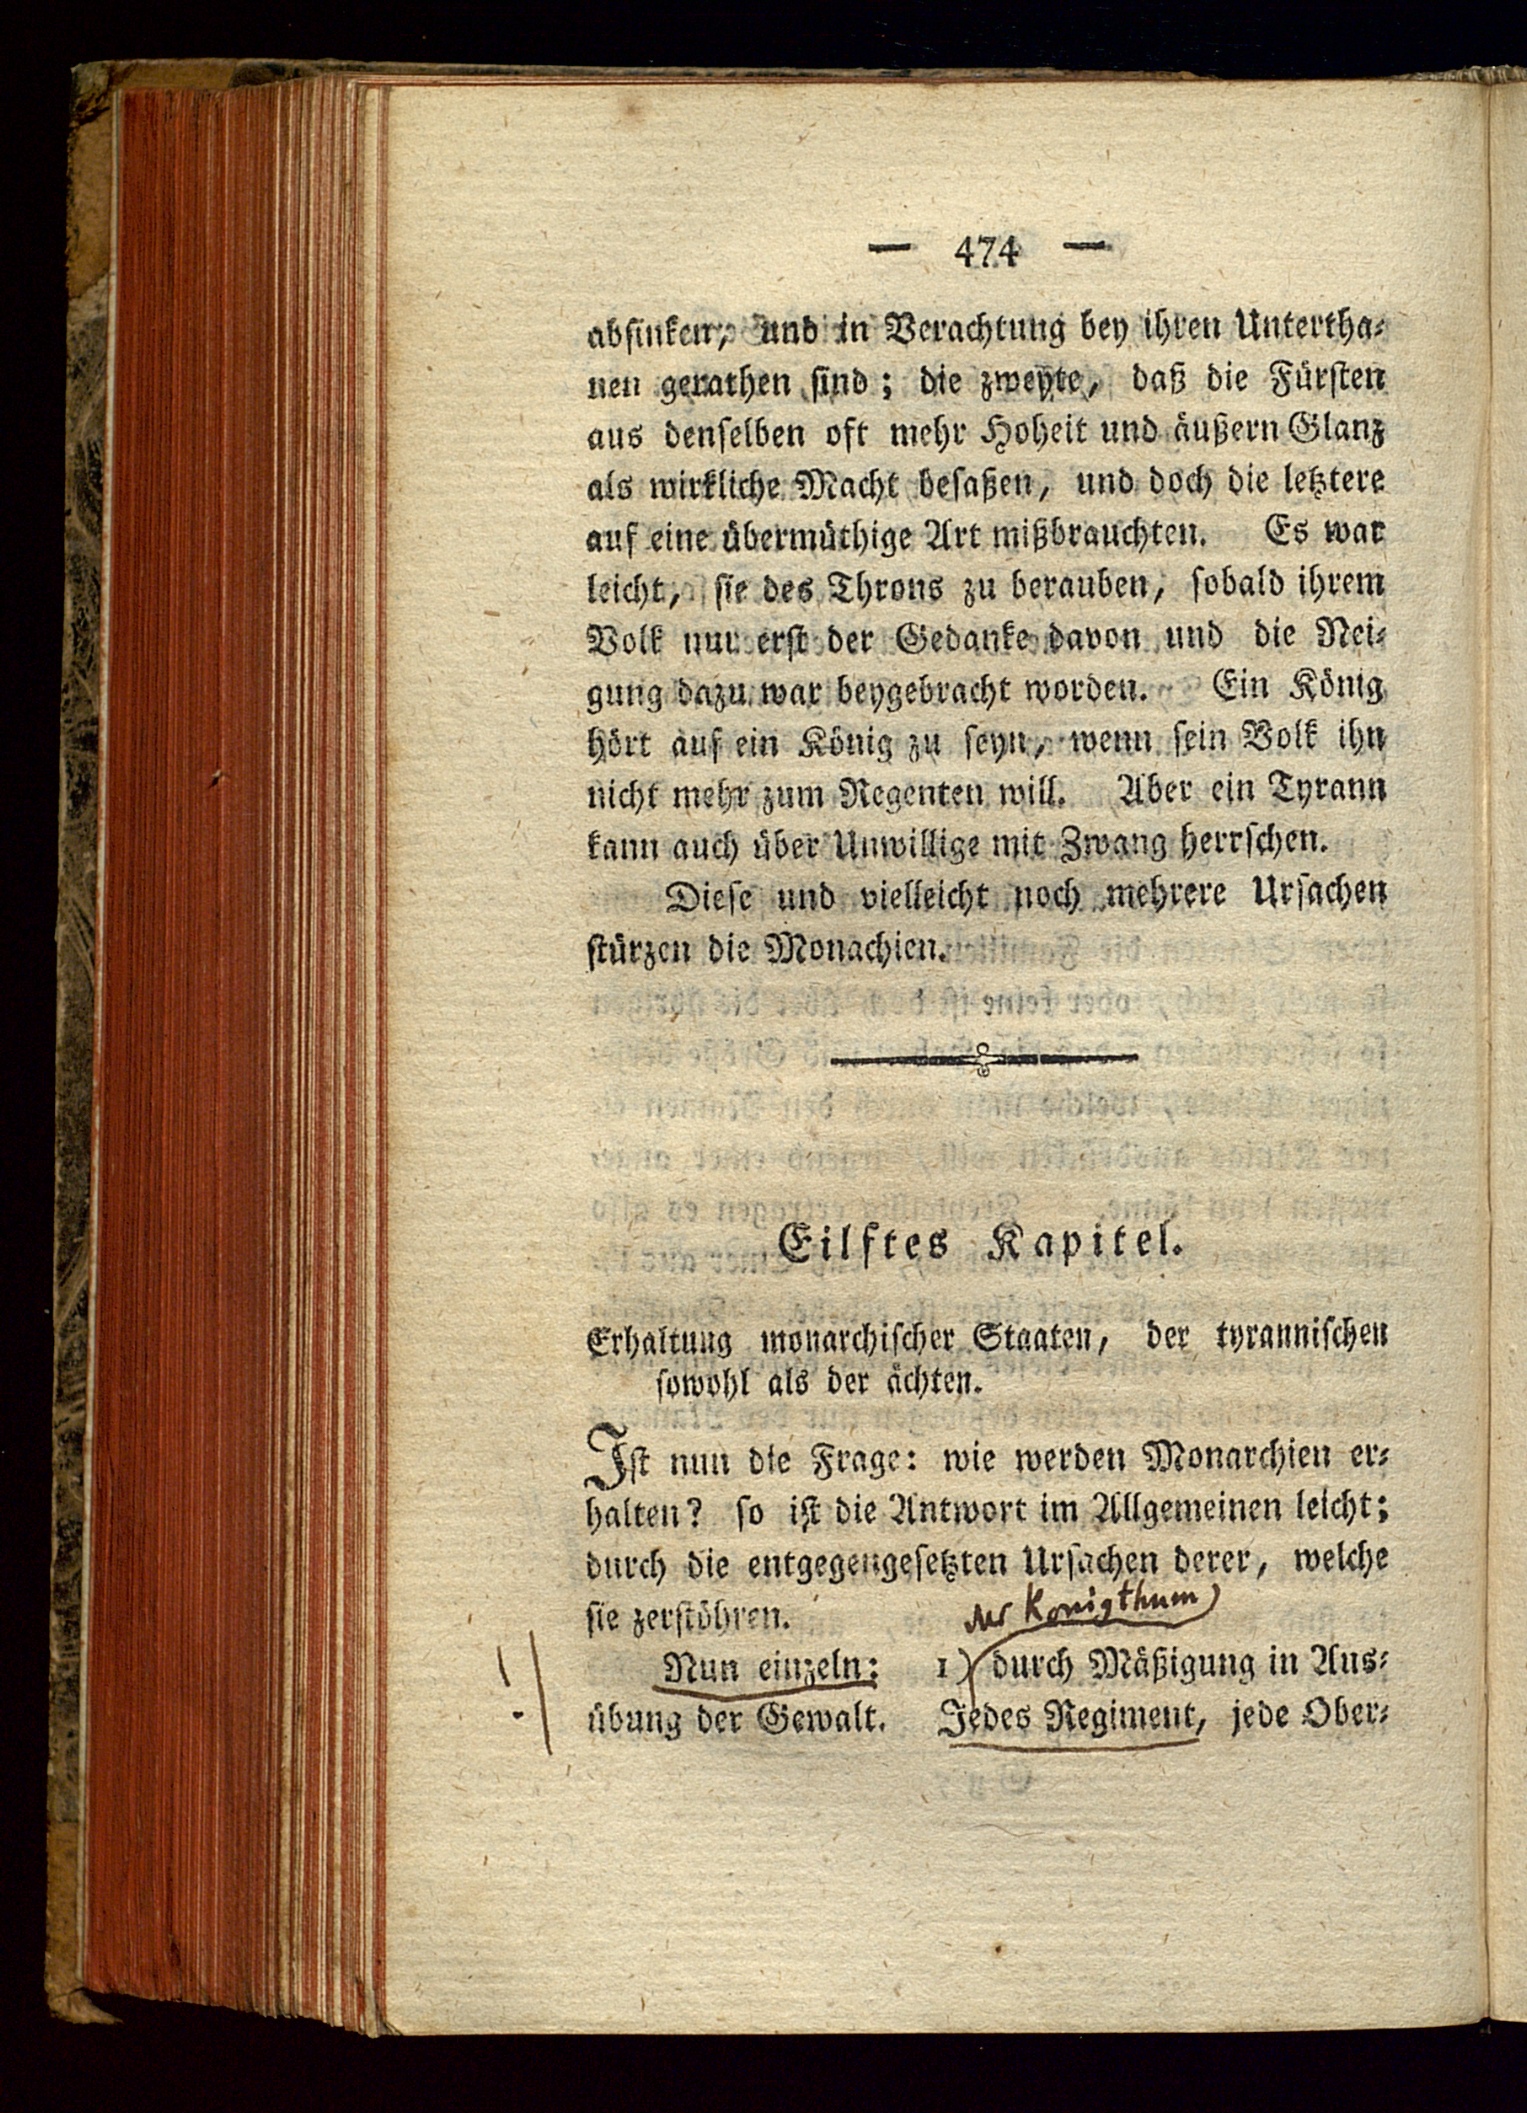 — 474 —
absinken, und in Verachtung bey ihren Untertha-
nen gerathen sind; die zweyte, daß die Fürsten
aus denselben oft mehr Hoheit und äußern Glanz
als wirkliche Macht besaßen, und doch die letztere
auf eine übermüthige Art mißbrauchten. Es war
leicht, sie des Throns zu berauben, sobald ihrem
Volk nur erst der Gedanke davon und die Nei-
gung dazu war beygebracht worden. Ein König
hört auf ein König zu seyn, wenn sein Volk ihn
nicht mehr zum Regenten will. Aber ein Tyrann
kann auch über Unwillige mit Zwang herrschen.
Diese und vielleicht noch mehrere Ursachen
stürzen die Monachien.
Eilftes Kapitel.
Erhaltung monarchischer Staaten, der tyrannischen
sowohl als der ächten.
Ist nun die Frage: wie werden Monarchien er-
halten? so ist die Antwort im Allgemeinen leicht;
durch die entgegengesetzten Ursachen derer, welche
sie zerstöhren.
Königthum)
! Nun einzeln: 1) durch Mäßigung in Aus-
übung der Gewalt. Jedes Regiment, jede Ober-